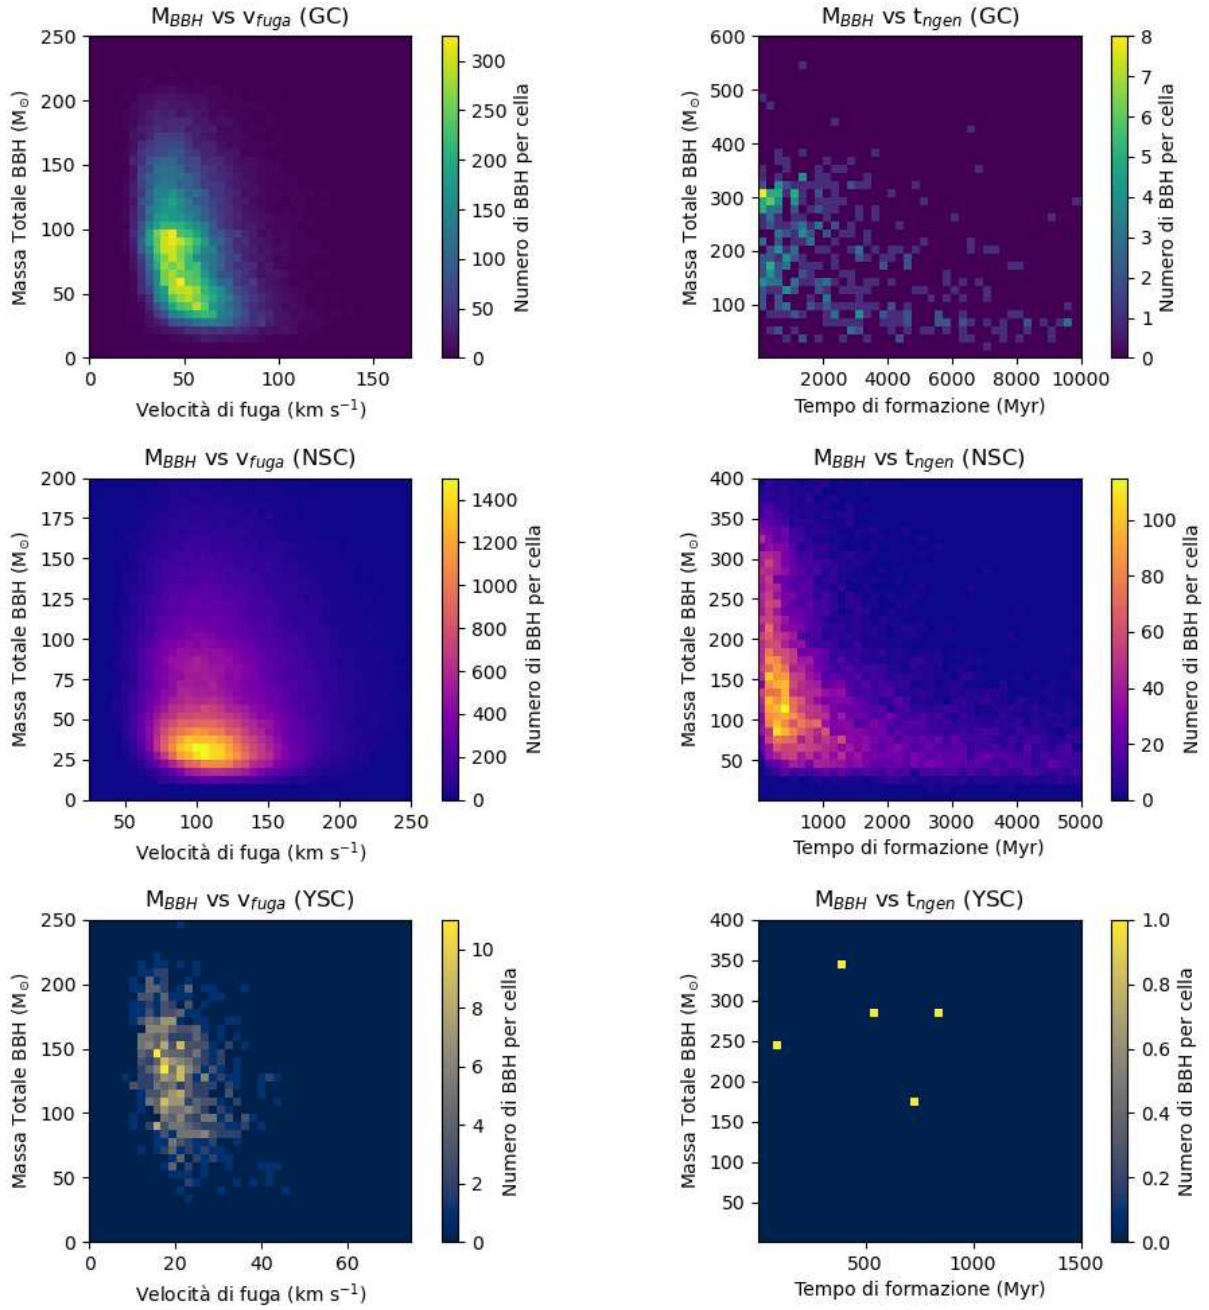 M_BBH vs v_fuga (GC)
250
200
150
100
50
0
Massa Totale BBH (M⊙)
0 50 100 150
Velocità di fuga (km s⁻¹)
300
250
200
150
100
50
0
Numero di BBH per cella
M_BBH vs t_ngen (GC)
600
500
400
300
200
100
Massa Totale BBH (M⊙)
2000 4000 6000 8000 10000
Tempo di formazione (Myr)
8
7
6
5
4
3
2
1
0
Numero di BBH per cella
M_BBH vs v_fuga (NSC)
200
175
150
125
100
75
50
25
0
Massa Totale BBH (M⊙)
50 100 150 200 250
Velocità di fuga (km s⁻¹)
1400
1200
1000
800
600
400
200
0
Numero di BBH per cella
M_BBH vs t_ngen (NSC)
400
350
300
250
200
150
100
50
Massa Totale BBH (M⊙)
1000 2000 3000 4000 5000
Tempo di formazione (Myr)
100
80
60
40
20
0
Numero di BBH per cella
M_BBH vs v_fuga (YSC)
250
200
150
100
50
0
Massa Totale BBH (M⊙)
0 20 40 60
Velocità di fuga (km s⁻¹)
10
8
6
4
2
0
Numero di BBH per cella
M_BBH vs t_ngen (YSC)
400
350
300
250
200
150
100
50
Massa Totale BBH (M⊙)
500 1000 1500
Tempo di formazione (Myr)
1.0
0.8
0.6
0.4
0.2
0.0
Numero di BBH per cella